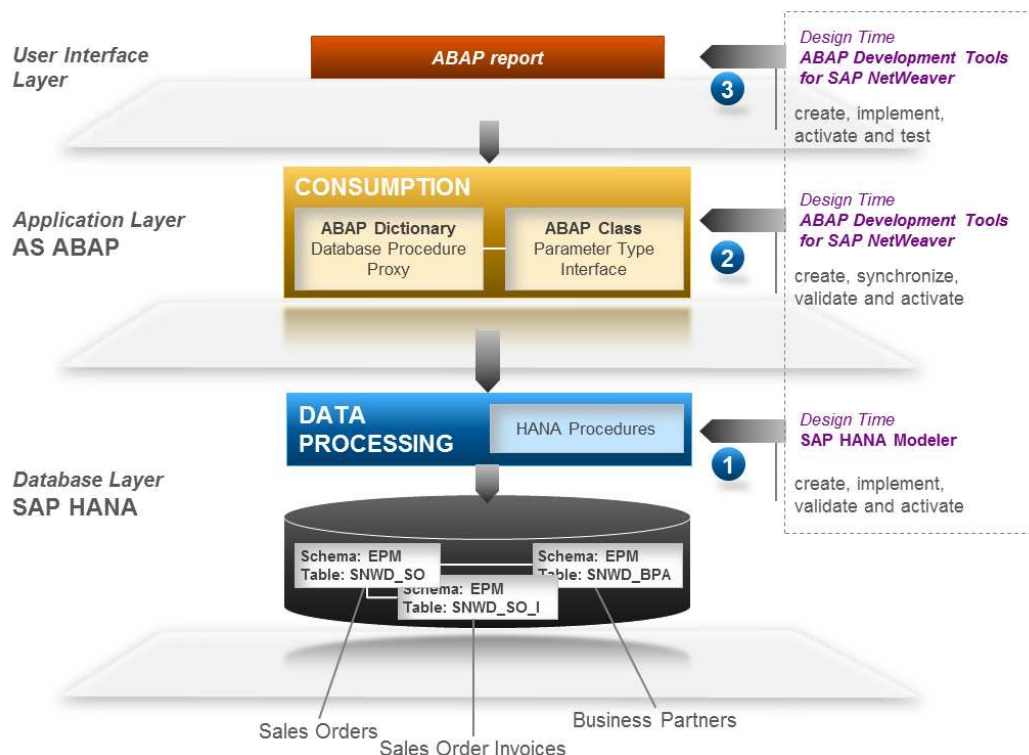 User Interface
Layer
ABAP report
Design Time
ABAP Development Tools
for SAP NetWeaver
3
create, implement,
activate and test
Application Layer
AS ABAP
CONSUMPTION
ABAP Dictionary
Database Procedure
Proxy
ABAP Class
Parameter Type
Interface
Design Time
ABAP Development Tools
for SAP NetWeaver
2
create, synchronize,
validate and activate
Database Layer
SAP HANA
DATA
PROCESSING
HANA Procedures
Design Time
SAP HANA Modeler
1
create, implement,
validate and activate
Schema: EPM
Table: SNWD_SO
Schema: EPM
Table: SNWD_BPA
Schema: EPM
Table: SNWD_SO_I
Sales Orders
Sales Order Invoices
Business Partners